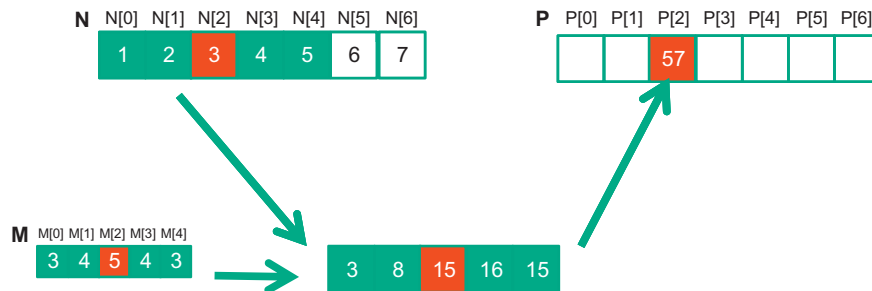 N N[0] N[1] N[2] N[3] N[4] N[5] N[6]
1 2 3 4 5 6 7
P P[0] P[1] P[2] P[3] P[4] P[5] P[6]
57
M M[0] M[1] M[2] M[3] M[4]
3 4 5 4 3
3 8 15 16 15